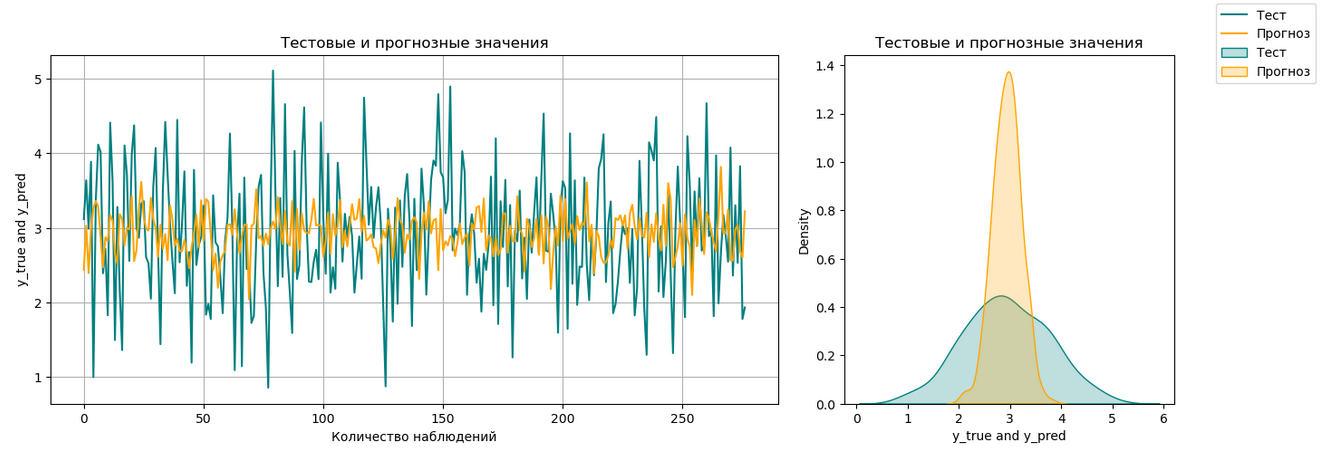 Тестовые и прогнозные значения
y_true and y_pred
5
4
3
2
1
0
50
100
150
200
250
Количество наблюдений
Тестовые и прогнозные значения
Density
1.4
1.2
1.0
0.8
0.6
0.4
0.2
0.0
0
1
2
3
4
5
6
y_true and y_pred
Тест
Прогноз
Тест
Прогноз